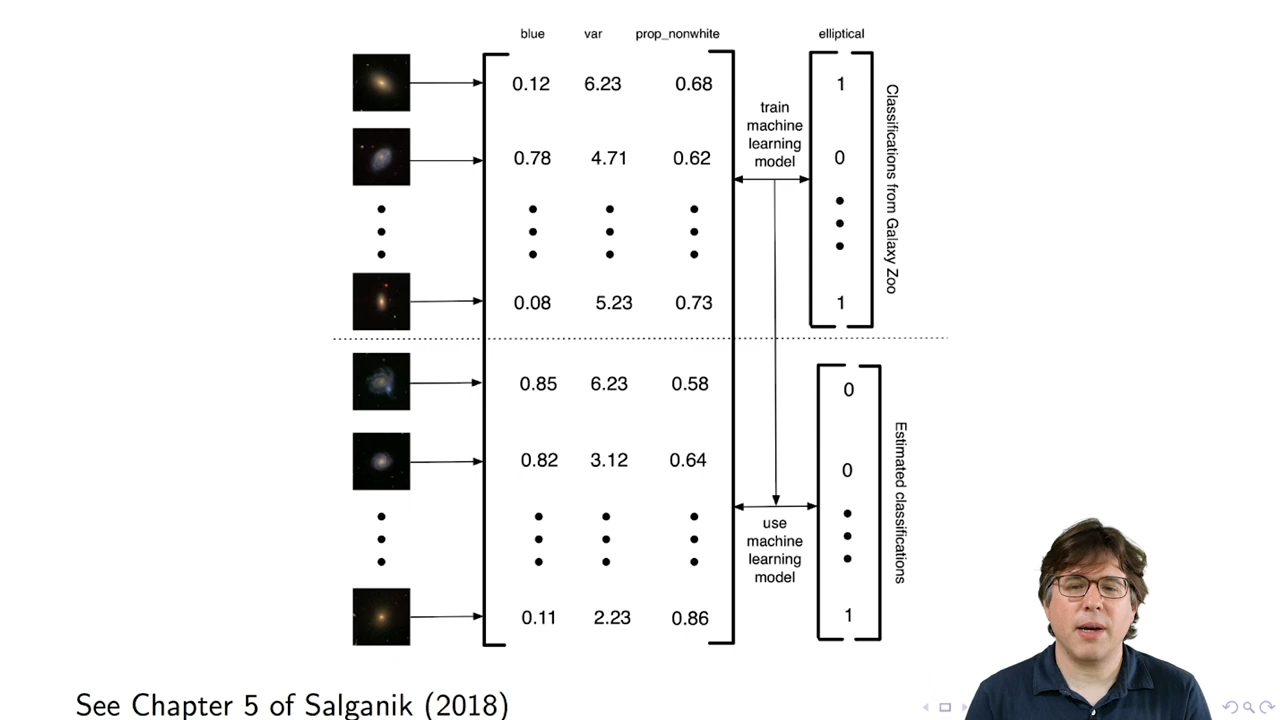 blue var prop_nonwhite elliptical
0.12 6.23 0.68 1
train
machine
learning
model
0.78 4.71 0.62 0
0.08 5.23 0.73 1
Classifications from Galaxy Zoo
0.85 6.23 0.58 0
0.82 3.12 0.64 0
use
machine
learning
model
0.11 2.23 0.86 1
Estimated classifications
See Chapter 5 of Salganik (2018)